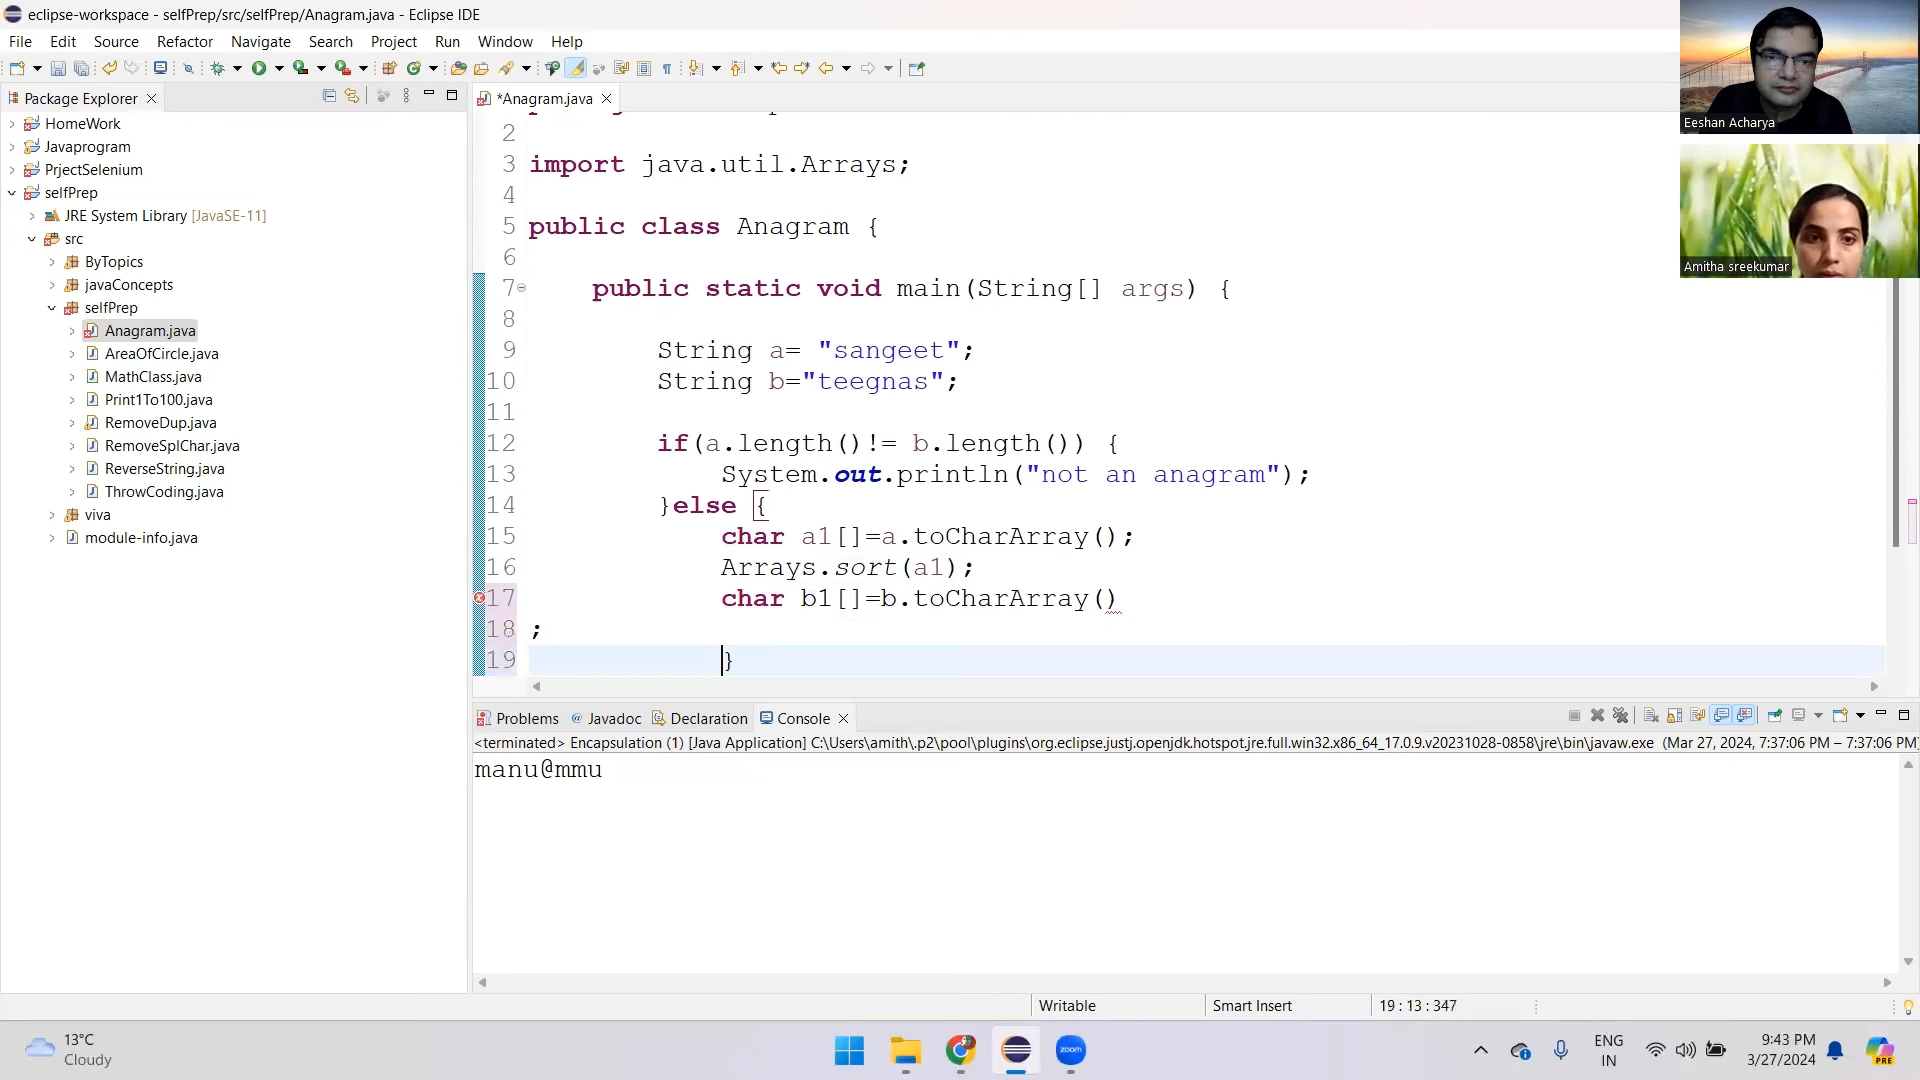 eclipse-workspace - selfPrep/src/selfPrep/Anagram.java - Eclipse IDE
File Edit Source Refactor Navigate Search Project Run Window Help
Package Explorer
HomeWork
Javaprogram
PrjectSelenium
selfPrep
JRE System Library [JavaSE-11]
src
ByTopics
javaConcepts
selfPrep
Anagram.java
AreaOfCircle.java
MathClass.java
Print1To100.java
RemoveDup.java
RemoveSplChar.java
ReverseString.java
ThrowCoding.java
viva
module-info.java
*Anagram.java
2
3 import java.util.Arrays;
4
5 public class Anagram {
6
7 public static void main(String[] args) {
8
9 String a= "sangeet";
10 String b="teegnas";
11
12 if(a.length()!= b.length()) {
13 System.out.println("not an anagram");
14 }else {
15 char a1[]=a.toCharArray();
16 Arrays.sort(a1);
17 char b1[]=b.toCharArray()
18 ;
19 }
Problems Javadoc Declaration Console
<terminated> Encapsulation (1) [Java Application] C:\Users\amith\.p2\pool\plugins\org.eclipse.justj.openjdk.hotspot.jre.full.win32.x86_64_17.0.9.v20231028-0858\jre\bin\javaw.exe (Mar 27, 2024, 7:37:06 PM – 7:37:06 PM
manu@mmu
Writable Smart Insert 19 : 13 : 347
Eeshan Acharya
Amitha sreekumar
13°C
Cloudy
zoom
ENG
IN
9:43 PM
3/27/2024
PRE